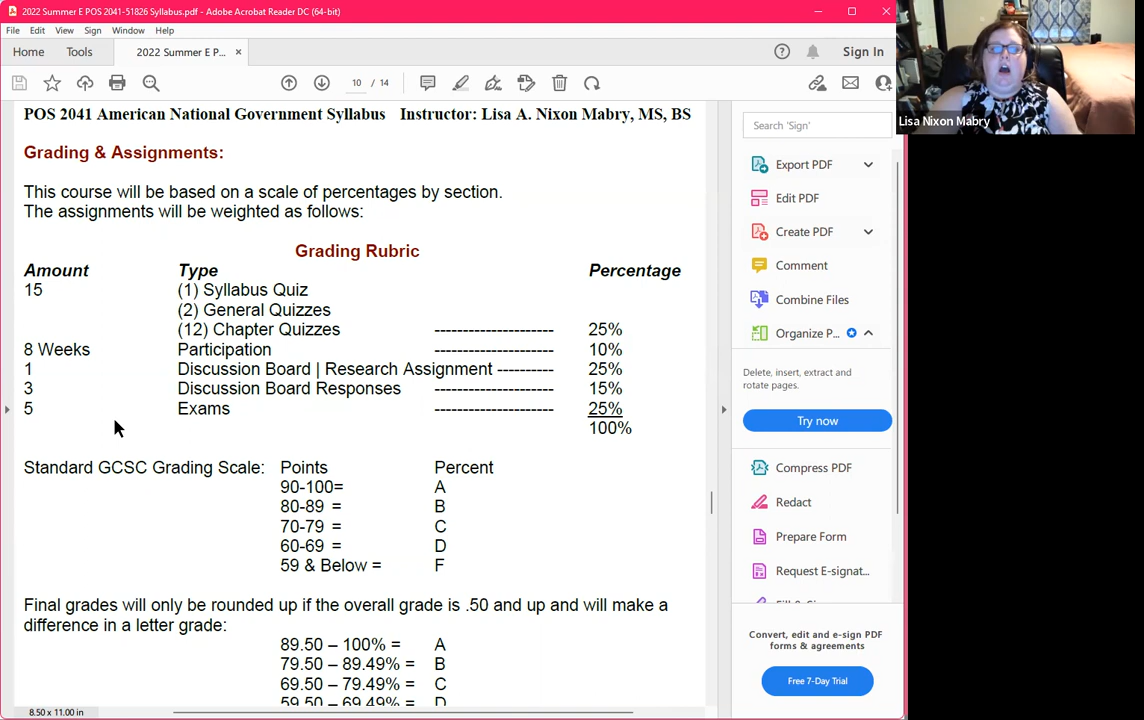 2022 Summer E POS 2041-51826 Syllabus.pdf - Adobe Acrobat Reader DC (64-bit)
File Edit View Sign Window Help
Home Tools 2022 Summer E P... × Sign In
10 / 14
POS 2041 American National Government Syllabus Instructor: Lisa A. Nixon Mabry, MS, BS
Grading & Assignments:
This course will be based on a scale of percentages by section.
The assignments will be weighted as follows:
Grading Rubric
Amount Type Percentage
15 (1) Syllabus Quiz
(2) General Quizzes
(12) Chapter Quizzes --------------------- 25%
8 Weeks Participation --------------------- 10%
1 Discussion Board | Research Assignment ---------- 25%
3 Discussion Board Responses --------------------- 15%
5 Exams --------------------- 25%
100%
Standard GCSC Grading Scale: Points Percent
90-100= A
80-89 = B
70-79 = C
60-69 = D
59 & Below = F
Final grades will only be rounded up if the overall grade is .50 and up and will make a
difference in a letter grade:
89.50 – 100% = A
79.50 – 89.49% = B
69.50 – 79.49% = C
59.50 – 69.49% = D
8.50 x 11.00 in
Search 'Sign'
Export PDF
Edit PDF
Create PDF
Comment
Combine Files
Organize P...
Delete, insert, extract and
rotate pages.
Try now
Compress PDF
Redact
Prepare Form
Request E-signat...
Convert, edit and e-sign PDF
forms & agreements
Free 7-Day Trial
Lisa Nixon Mabry